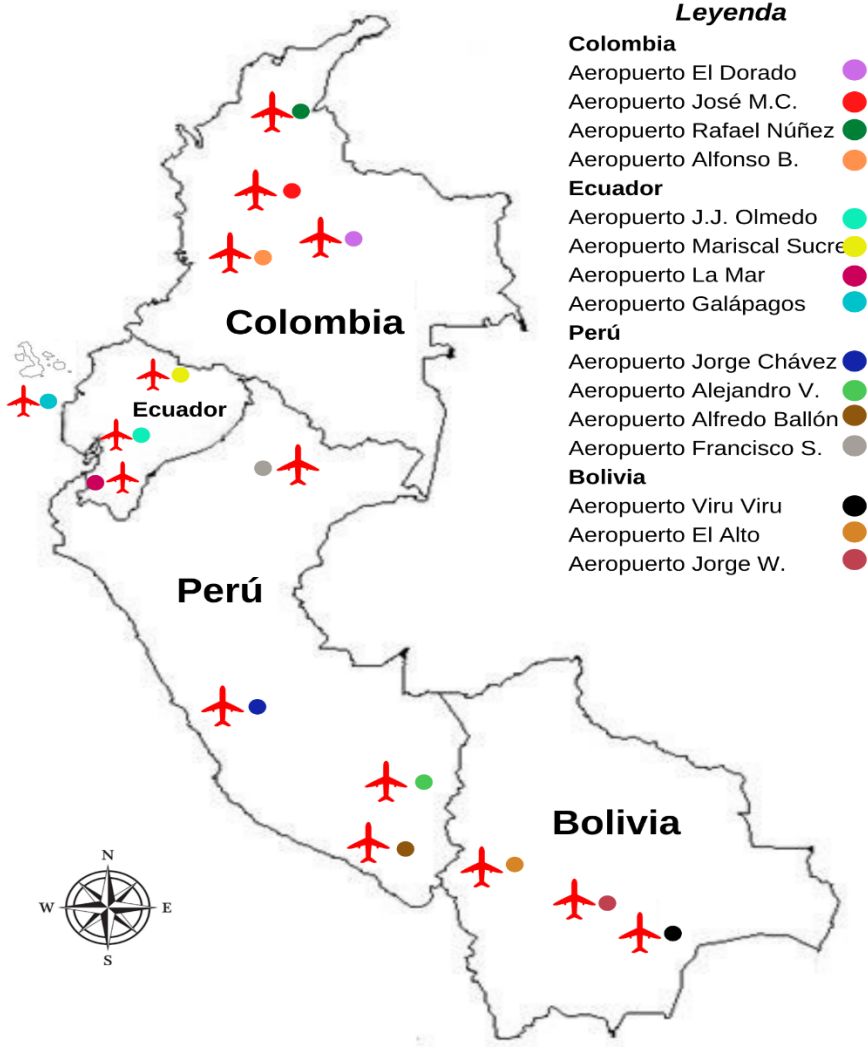 Leyenda
Colombia
Aeropuerto El Dorado
Aeropuerto José M.C.
Aeropuerto Rafael Núñez
Aeropuerto Alfonso B.
Ecuador
Aeropuerto J.J. Olmedo
Aeropuerto Mariscal Sucre
Aeropuerto La Mar
Aeropuerto Galápagos
Perú
Aeropuerto Jorge Chávez
Aeropuerto Alejandro V.
Aeropuerto Alfredo Ballón
Aeropuerto Francisco S.
Bolivia
Aeropuerto Viru Viru
Aeropuerto El Alto
Aeropuerto Jorge W.
Colombia
Ecuador
Perú
Bolivia
N
W E
S